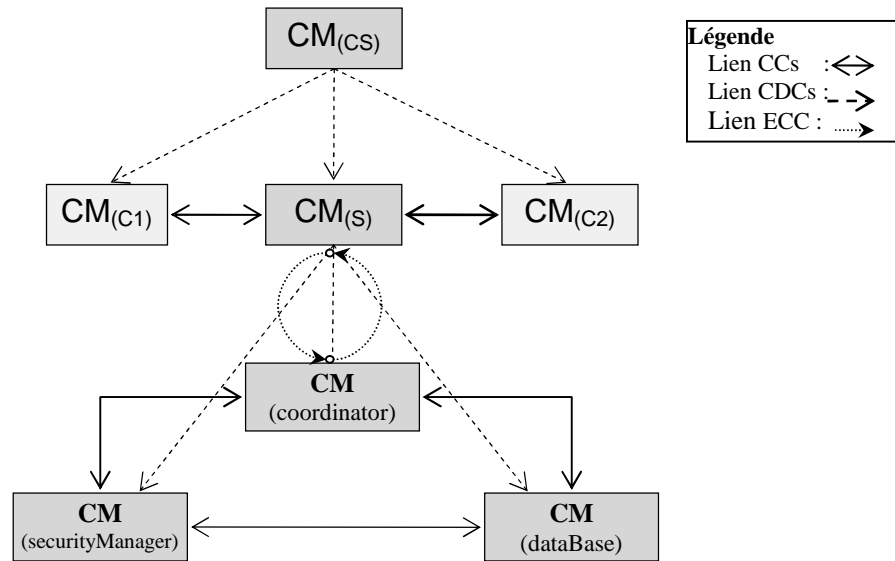 CM(CS)
Légende
Lien CCs :
Lien CDCs :
Lien ECC :
CM(C1)
CM(S)
CM(C2)
CM
(coordinator)
CM
(securityManager)
CM
(dataBase)